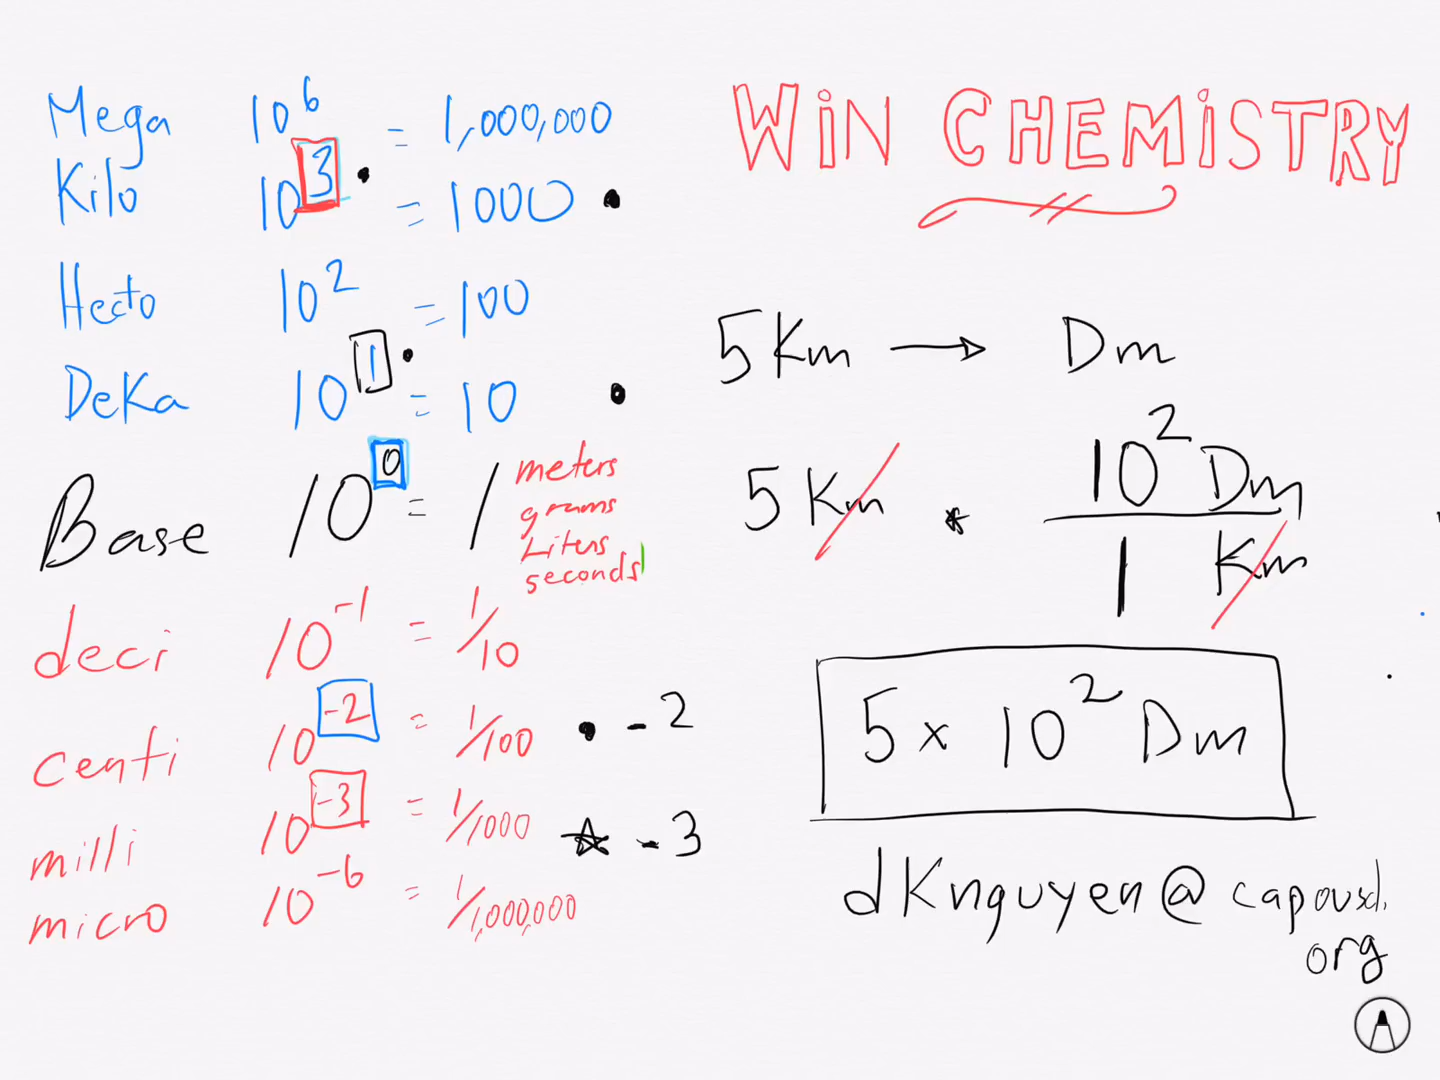 Mega 10^6 = 1,000,000
Kilo 10^3 • = 1000 •
Hecto 10^2 = 100
DeKa 10^1 • = 10 •
Base 10^0 = 1 meters
grams
Liters
seconds
deci 10^-1 = 1/10
centi 10^-2 = 1/100 • -2
milli 10^-3 = 1/1000 ☆ -3
micro 10^-6 = 1/1,000,000
WiN CHEMiSTRY
5 Km → Dm
5 Km * 10^2 Dm
1 Km
5 x 10^2 Dm
dKnguyen@capousd.
org